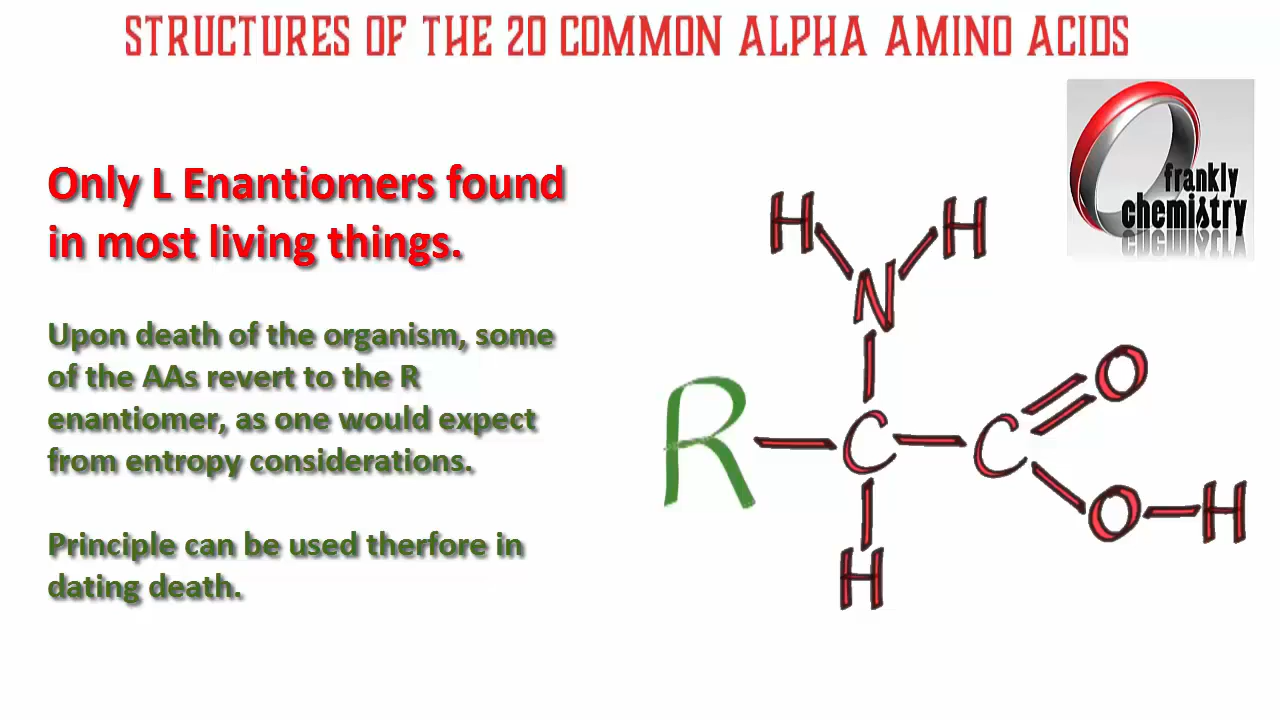 STRUCTURES OF THE 20 COMMON ALPHA AMINO ACIDS
frankly
chemistry
Only L Enantiomers found
in most living things.
Upon death of the organism, some
of the AAs revert to the R
enantiomer, as one would expect
from entropy considerations.
Principle can be used therfore in
dating death.
H H
N
O
R C C
O H
H